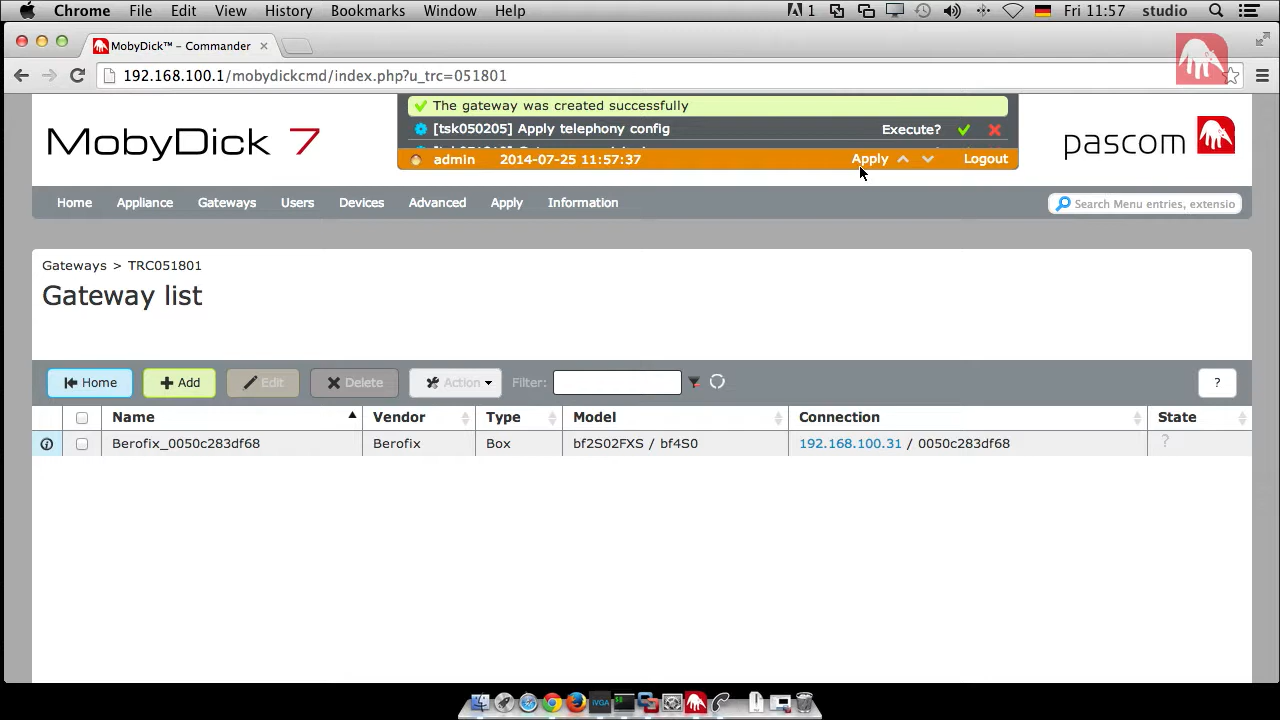 Chrome File Edit View History Bookmarks Window Help 1 Fri 11:57 studio
MobyDick™ – Commander
192.168.100.1/mobydickcmd/index.php?u_trc=051801
The gateway was created successfully
[tsk050205] Apply telephony config Execute?
admin 2014-07-25 11:57:37 Apply Logout
MobyDick 7
pascom
Home Appliance Gateways Users Devices Advanced Apply Information Search Menu entries, extensio
Gateways > TRC051801
Gateway list
Home Add Edit Delete Action Filter: ?
Name Vendor Type Model Connection State
Berofix_0050c283df68 Berofix Box bf2S02FXS / bf4S0 192.168.100.31 / 0050c283df68 ?
IVGA